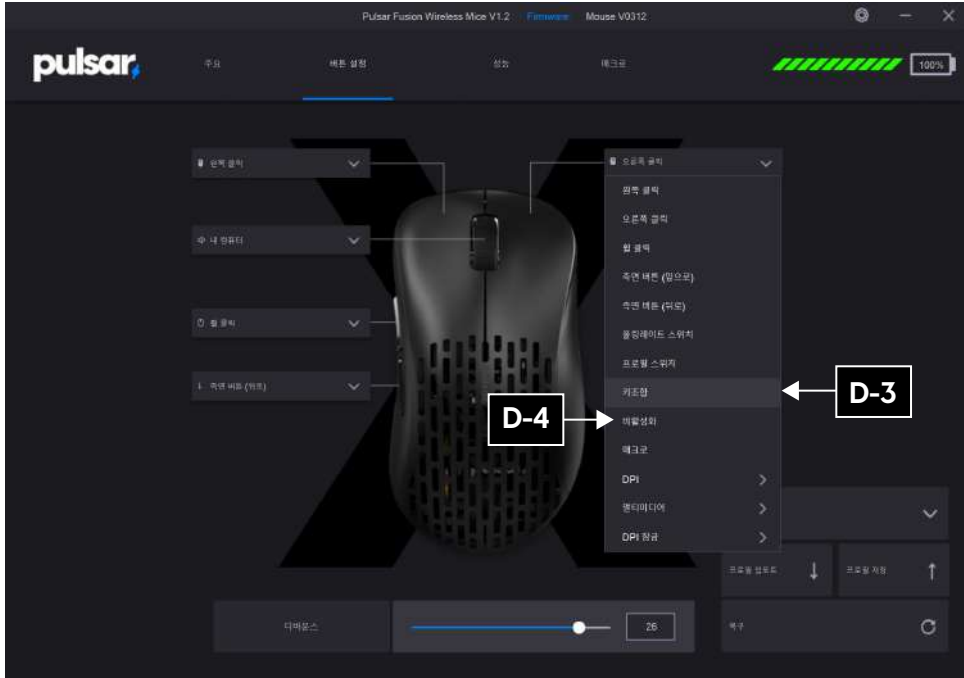 Pulsar Fusion Wireless Mice V1.2 Firmware Mouse V0312
pulsar
주요 버튼 설정 성능 매크로
100%
왼쪽 클릭
오른쪽 클릭
왼쪽 클릭
오른쪽 클릭
내 컴퓨터
휠 클릭
측면 버튼 (앞으로)
측면 버튼 (뒤로)
휠 클릭
폴링레이트 스위치
프로필 스위치
측면 버튼 (뒤로)
키조합
D-3
D-4
비활성화
매크로
DPI
멀티미디어
DPI 잠금
프로필 저장
디바운스
26
복구